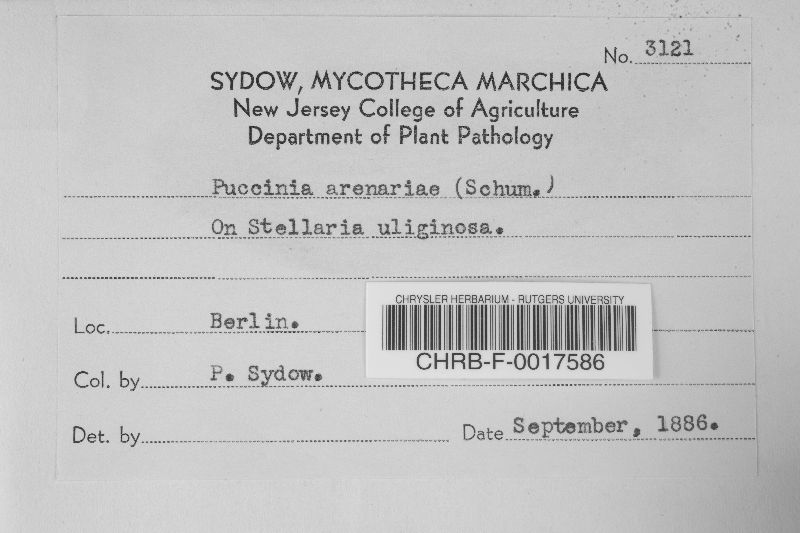 No. 3121
SYDOW, MYCOTHECA MARCHICA
New Jersey College of Agriculture
Department of Plant Pathology
Puccinia arenariae (Schum.)
On Stellaria uliginosa.
CHRYSLER HERBARIUM - RUTGERS UNIVERSITY
CHRB-F-0017586
Loc. Berlin.
Col. by P. Sydow.
Det. by
Date September, 1886.